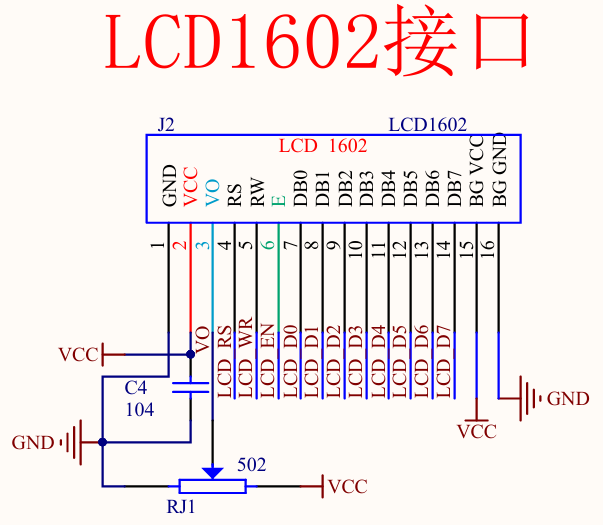 LCD1602接口
J2
LCD1602
LCD 1602
GND
VCC
VO
RS
RW
E
DB0
DB1
DB2
DB3
DB4
DB5
DB6
DB7
BG VCC
BG GND
1
2
3
4
5
6
7
8
9
10
11
12
13
14
15
16
VO
LCD RS
LCD WR
LCD EN
LCD D0
LCD D1
LCD D2
LCD D3
LCD D4
LCD D5
LCD D6
LCD D7
VCC
C4
104
GND
VCC
GND
502
VCC
RJ1